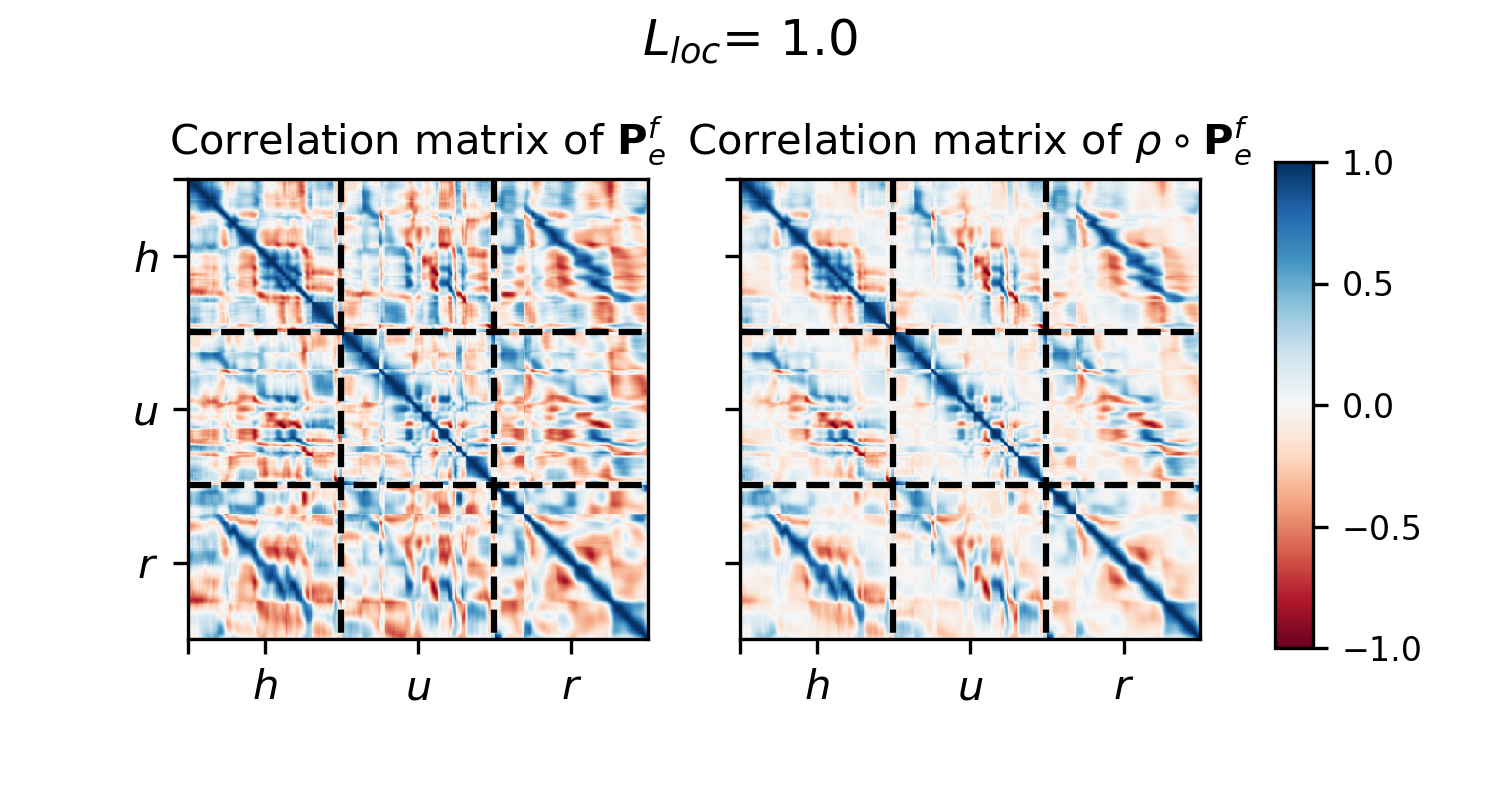 L_loc= 1.0
Correlation matrix of P_e^f Correlation matrix of ρ ∘ P_e^f
1.0
h
0.5
u
0.0
−0.5
r
−1.0
h u r h u r